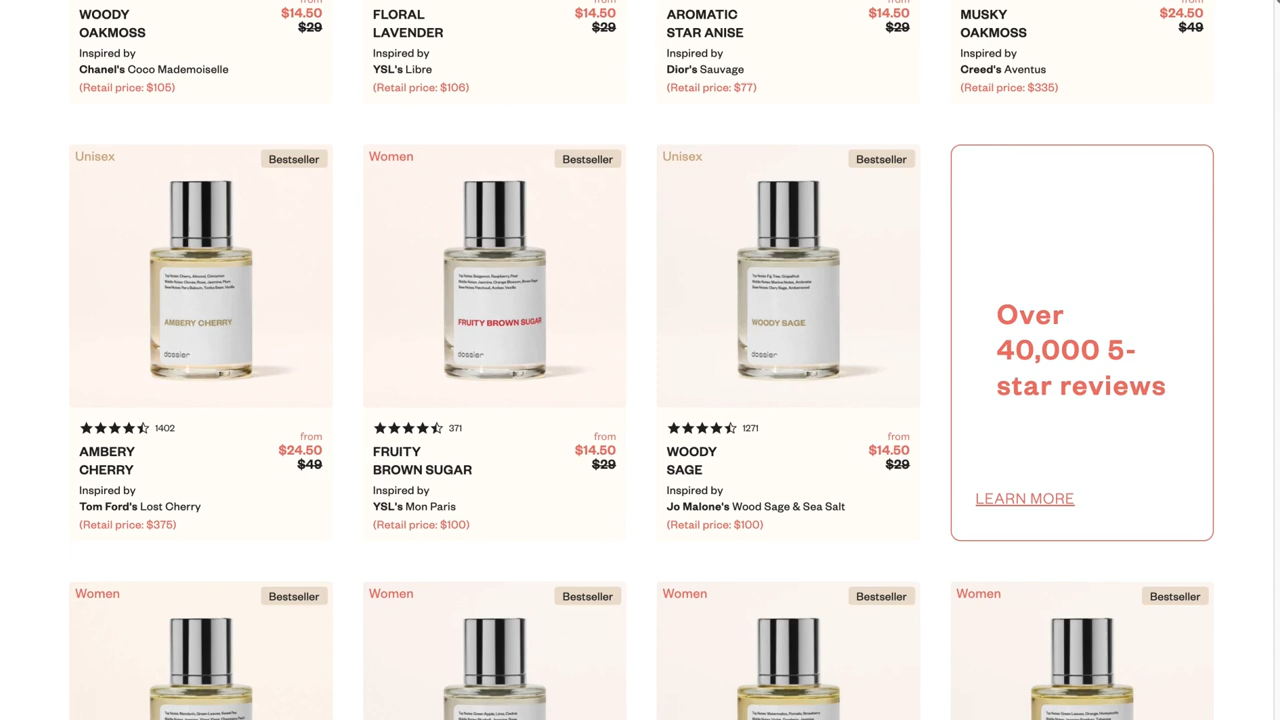 from
WOODY
OAKMOSS
$14.50
$29
Inspired by
Chanel's Coco Mademoiselle
(Retail price: $105)
FLORAL
LAVENDER
$14.50
$29
Inspired by
YSL's Libre
(Retail price: $106)
AROMATIC
STAR ANISE
$14.50
$29
Inspired by
Dior's Sauvage
(Retail price: $77)
from
MUSKY
OAKMOSS
$24.50
$49
Inspired by
Creed's Aventus
(Retail price: $335)
Unisex
Bestseller
AMBERY CHERRY
dossier
1402
from
AMBERY
CHERRY
$24.50
$49
Inspired by
Tom Ford's Lost Cherry
(Retail price: $375)
Women
Bestseller
FRUITY BROWN SUGAR
dossier
371
from
FRUITY
BROWN SUGAR
$14.50
$29
Inspired by
YSL's Mon Paris
(Retail price: $100)
Unisex
Bestseller
WOODY SAGE
dossier
1271
from
WOODY
SAGE
$14.50
$29
Inspired by
Jo Malone's Wood Sage & Sea Salt
(Retail price: $100)
Over
40,000 5-
star reviews
LEARN MORE
Women
Bestseller
Women
Bestseller
Women
Bestseller
Women
Bestseller